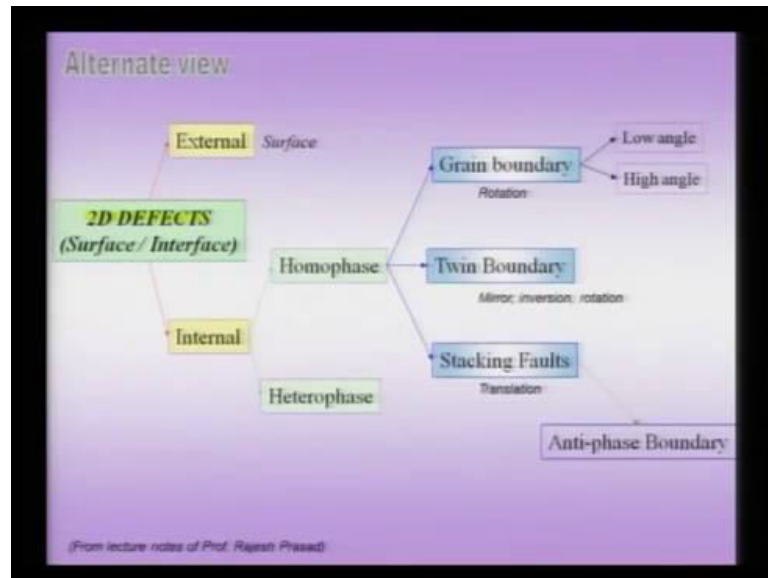 Alternate view
External Surface
Grain boundary
Rotation
Low angle
High angle
2D DEFECTS
(Surface / Interface)
Homophase
Twin Boundary
Mirror, inversion, rotation
Internal
Stacking Faults
Translation
Heterophase
Anti-phase Boundary
(From lecture notes of Prof. Rajesh Prasad)